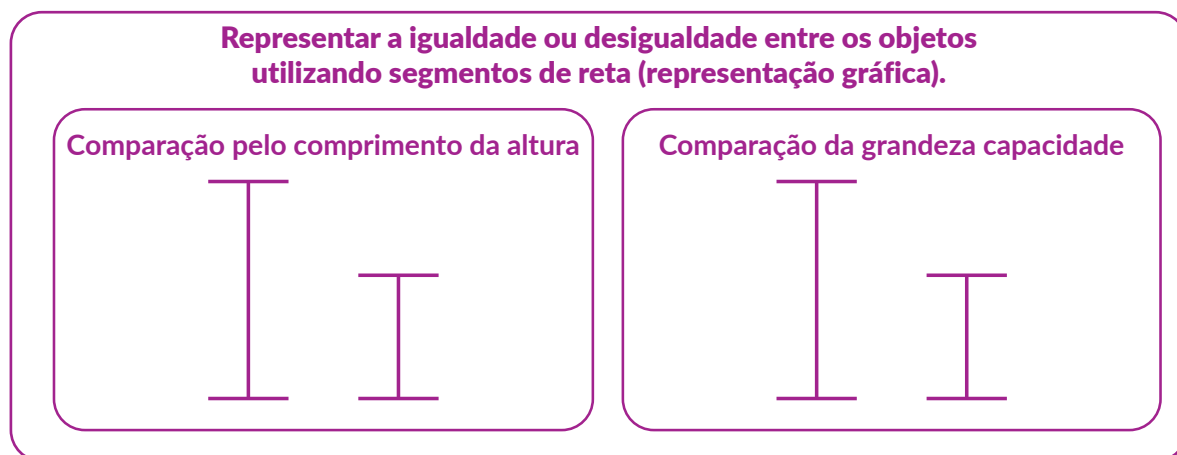 Representar a igualdade ou desigualdade entre os objetos
utilizando segmentos de reta (representação gráfica).
Comparação pelo comprimento da altura
Comparação da grandeza capacidade